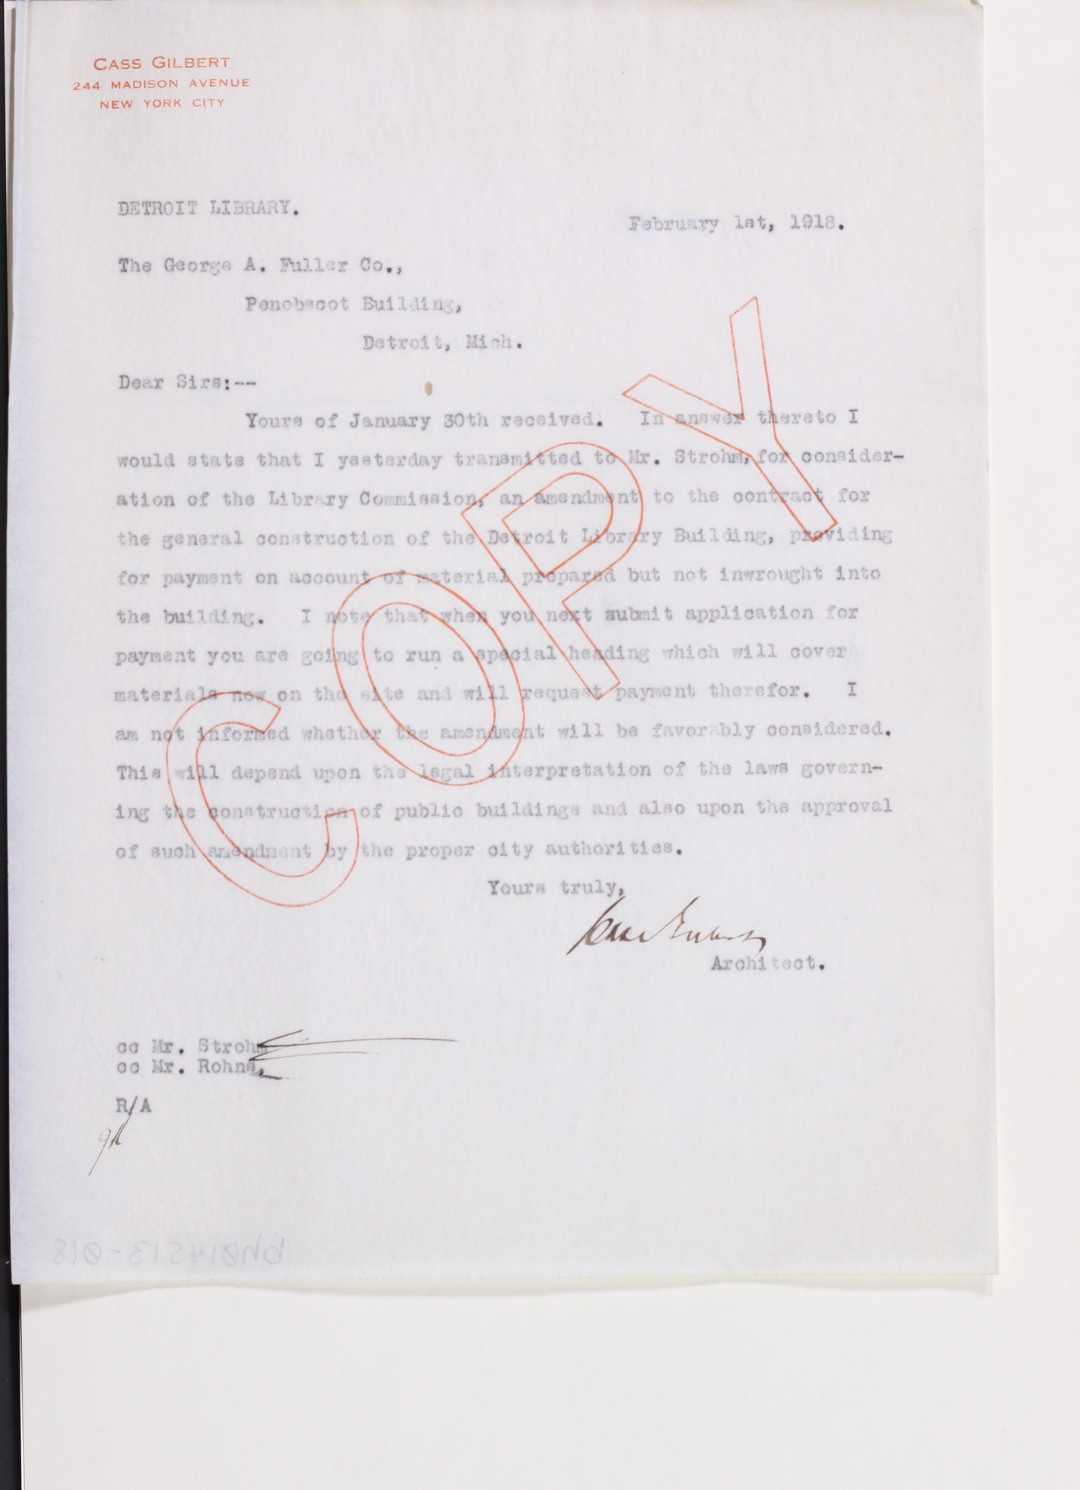 CASS GILBERT
244 MADISON AVENUE
NEW YORK CITY
DETROIT LIBRARY.
February 1st, 1918.
The George A. Fuller Co.,
Penobscot Building,
Detroit, Mich.
Dear Sirs:--
Yours of January 30th received. In answer thereto I
would state that I yesterday transmitted to Mr. Strohm, for consider-
ation of the Library Commission, an amendment to the contract for
the general construction of the Detroit Library Building, providing
for payment on account of material prepared but not inwrought into
the building. I note that when you next submit application for
payment you are going to run a special heading which will cover
materials now on the site and will request payment therefor. I
am not informed whether the amendment will be favorably considered.
This will depend upon the legal interpretation of the laws govern-
ing the construction of public buildings and also upon the approval
of such amendment by the proper city authorities.
Yours truly,
Cass Gilbert
Architect.
COPY
cc Mr. Strohm
cc Mr. Rohne,
R/A
bh014513-018